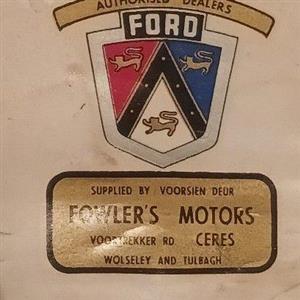 AUTHORISED DEALERS
FORD
SUPPLIED BY VOORSIEN DEUR
FOWLER'S MOTORS
VOORTREKKER RD CERES
WOLSELEY AND TULBAGH